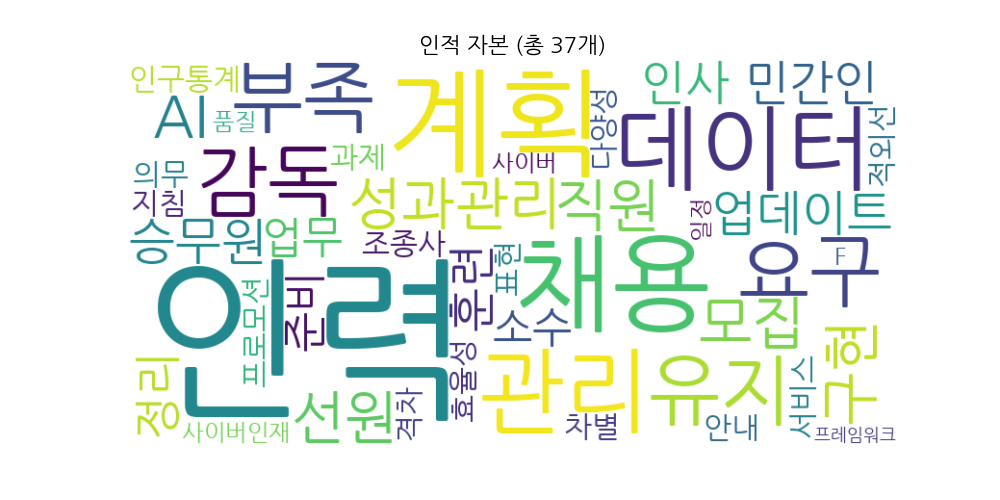 인적 자본 (총 37개)
인구통계
부족
계획
인사
민간인
AI
품질
다양성
데이터
적외선
감독
과제
사이버
의무
지침
성과관리
직원
일정
업데이트
승무원
업무
조종사
인력
준비
훈련
표현
채용
요구
F
프로모션
소수
모집
정리
선원
격차
효율성
관리
유지
서비스
구현
사이버인재
차별
안내
프레임워크